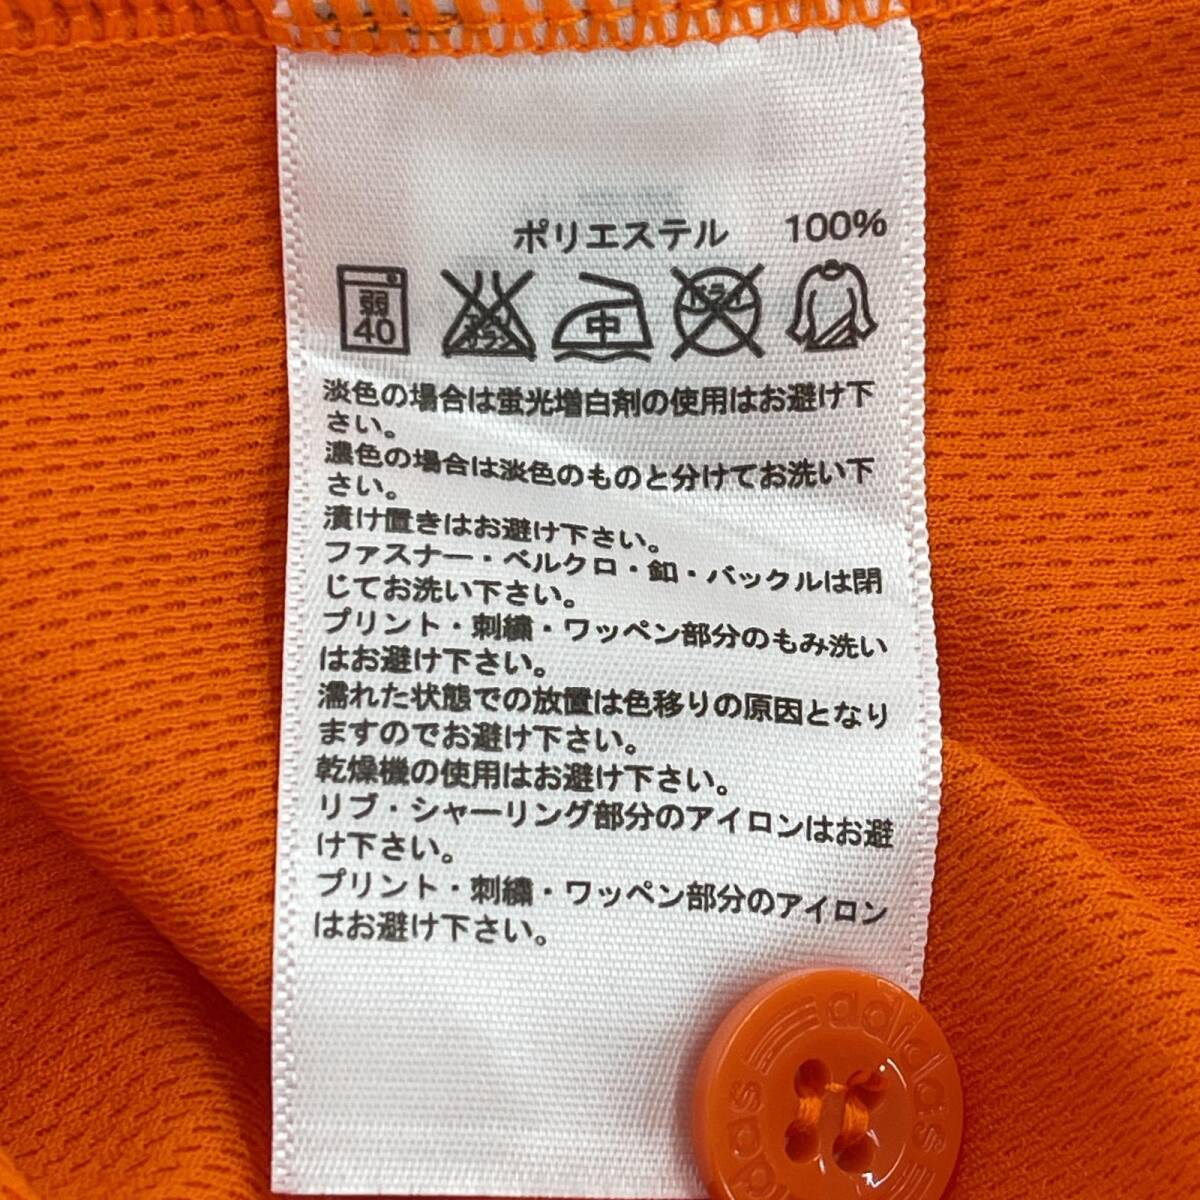 ポリエステル 100%
弱 40 中 ドライ
淡色の場合は蛍光増白剤の使用はお避け下
さい。
濃色の場合は淡色のものと分けてお洗い下
さい。
漬け置きはお避け下さい。
ファスナー・ベルクロ・釦・バックルは閉
じてお洗い下さい。
プリント・刺繍・ワッペン部分のもみ洗い
はお避け下さい。
濡れた状態での放置は色移りの原因となり
ますのでお避け下さい。
乾燥機の使用はお避け下さい。
リブ・シャーリング部分のアイロンはお避
け下さい。
プリント・刺繍・ワッペン部分のアイロン
はお避け下さい。
adidas